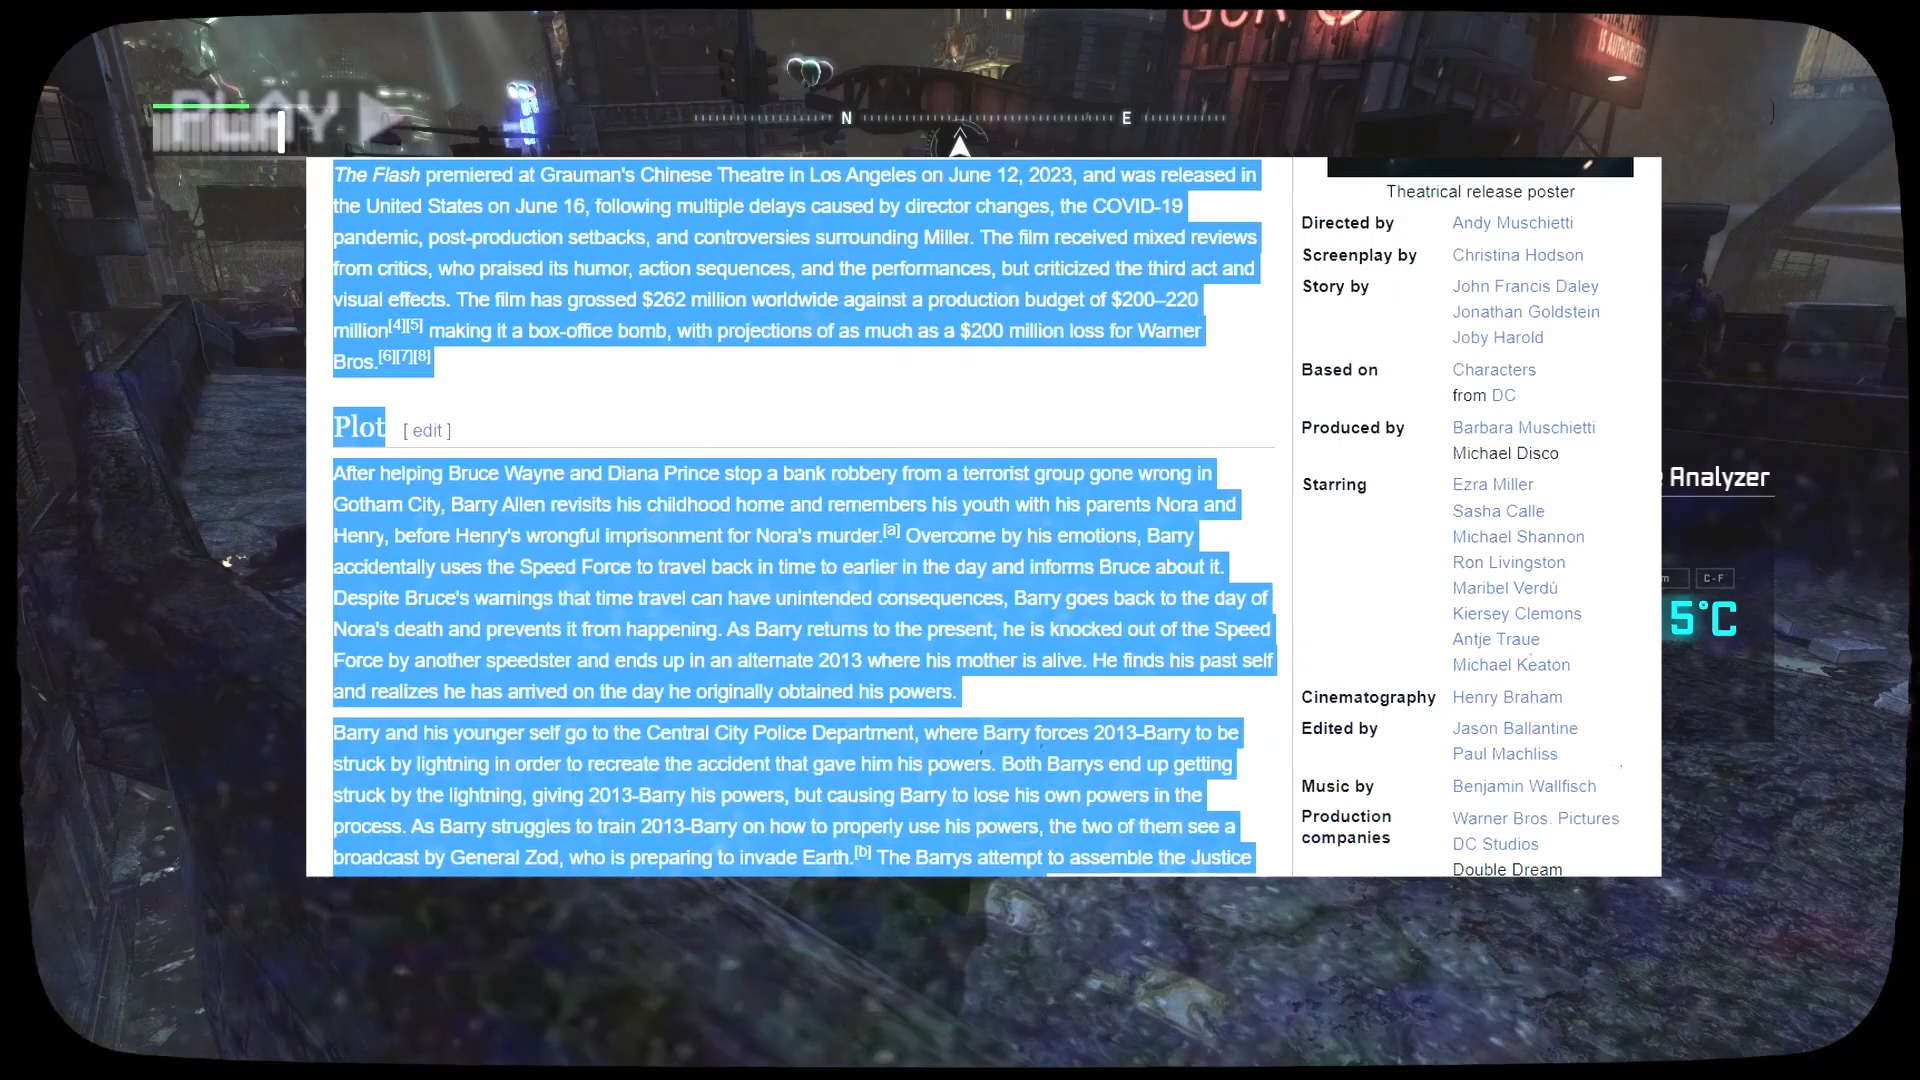 GUN
IS AUTHORIZED
PLAY
N
E
The Flash premiered at Grauman's Chinese Theatre in Los Angeles on June 12, 2023, and was released in
the United States on June 16, following multiple delays caused by director changes, the COVID-19
pandemic, post-production setbacks, and controversies surrounding Miller. The film received mixed reviews
from critics, who praised its humor, action sequences, and the performances, but criticized the third act and
visual effects. The film has grossed $262 million worldwide against a production budget of $200–220
million[4][5] making it a box-office bomb, with projections of as much as a $200 million loss for Warner
Bros.[6][7][8]
Plot [ edit ]
After helping Bruce Wayne and Diana Prince stop a bank robbery from a terrorist group gone wrong in
Gotham City, Barry Allen revisits his childhood home and remembers his youth with his parents Nora and
Henry, before Henry's wrongful imprisonment for Nora's murder.[a] Overcome by his emotions, Barry
accidentally uses the Speed Force to travel back in time to earlier in the day and informs Bruce about it.
Despite Bruce's warnings that time travel can have unintended consequences, Barry goes back to the day of
Nora's death and prevents it from happening. As Barry returns to the present, he is knocked out of the Speed
Force by another speedster and ends up in an alternate 2013 where his mother is alive. He finds his past self
and realizes he has arrived on the day he originally obtained his powers.
Barry and his younger self go to the Central City Police Department, where Barry forces 2013-Barry to be
struck by lightning in order to recreate the accident that gave him his powers. Both Barrys end up getting
struck by the lightning, giving 2013-Barry his powers, but causing Barry to lose his own powers in the
process. As Barry struggles to train 2013-Barry on how to properly use his powers, the two of them see a
broadcast by General Zod, who is preparing to invade Earth.[b] The Barrys attempt to assemble the Justice
Theatrical release poster
Directed by Andy Muschietti
Screenplay by Christina Hodson
Story by John Francis Daley
Jonathan Goldstein
Joby Harold
Based on Characters
from DC
Produced by Barbara Muschietti
Michael Disco
Starring Ezra Miller
Sasha Calle
Michael Shannon
Ron Livingston
Maribel Verdú
Kiersey Clemons
Antje Traue
Michael Keaton
Cinematography Henry Braham
Edited by Jason Ballantine
Paul Machliss
Music by Benjamin Wallfisch
Production Warner Bros. Pictures
companies DC Studios
Double Dream
Analyzer
m C-F
5°C